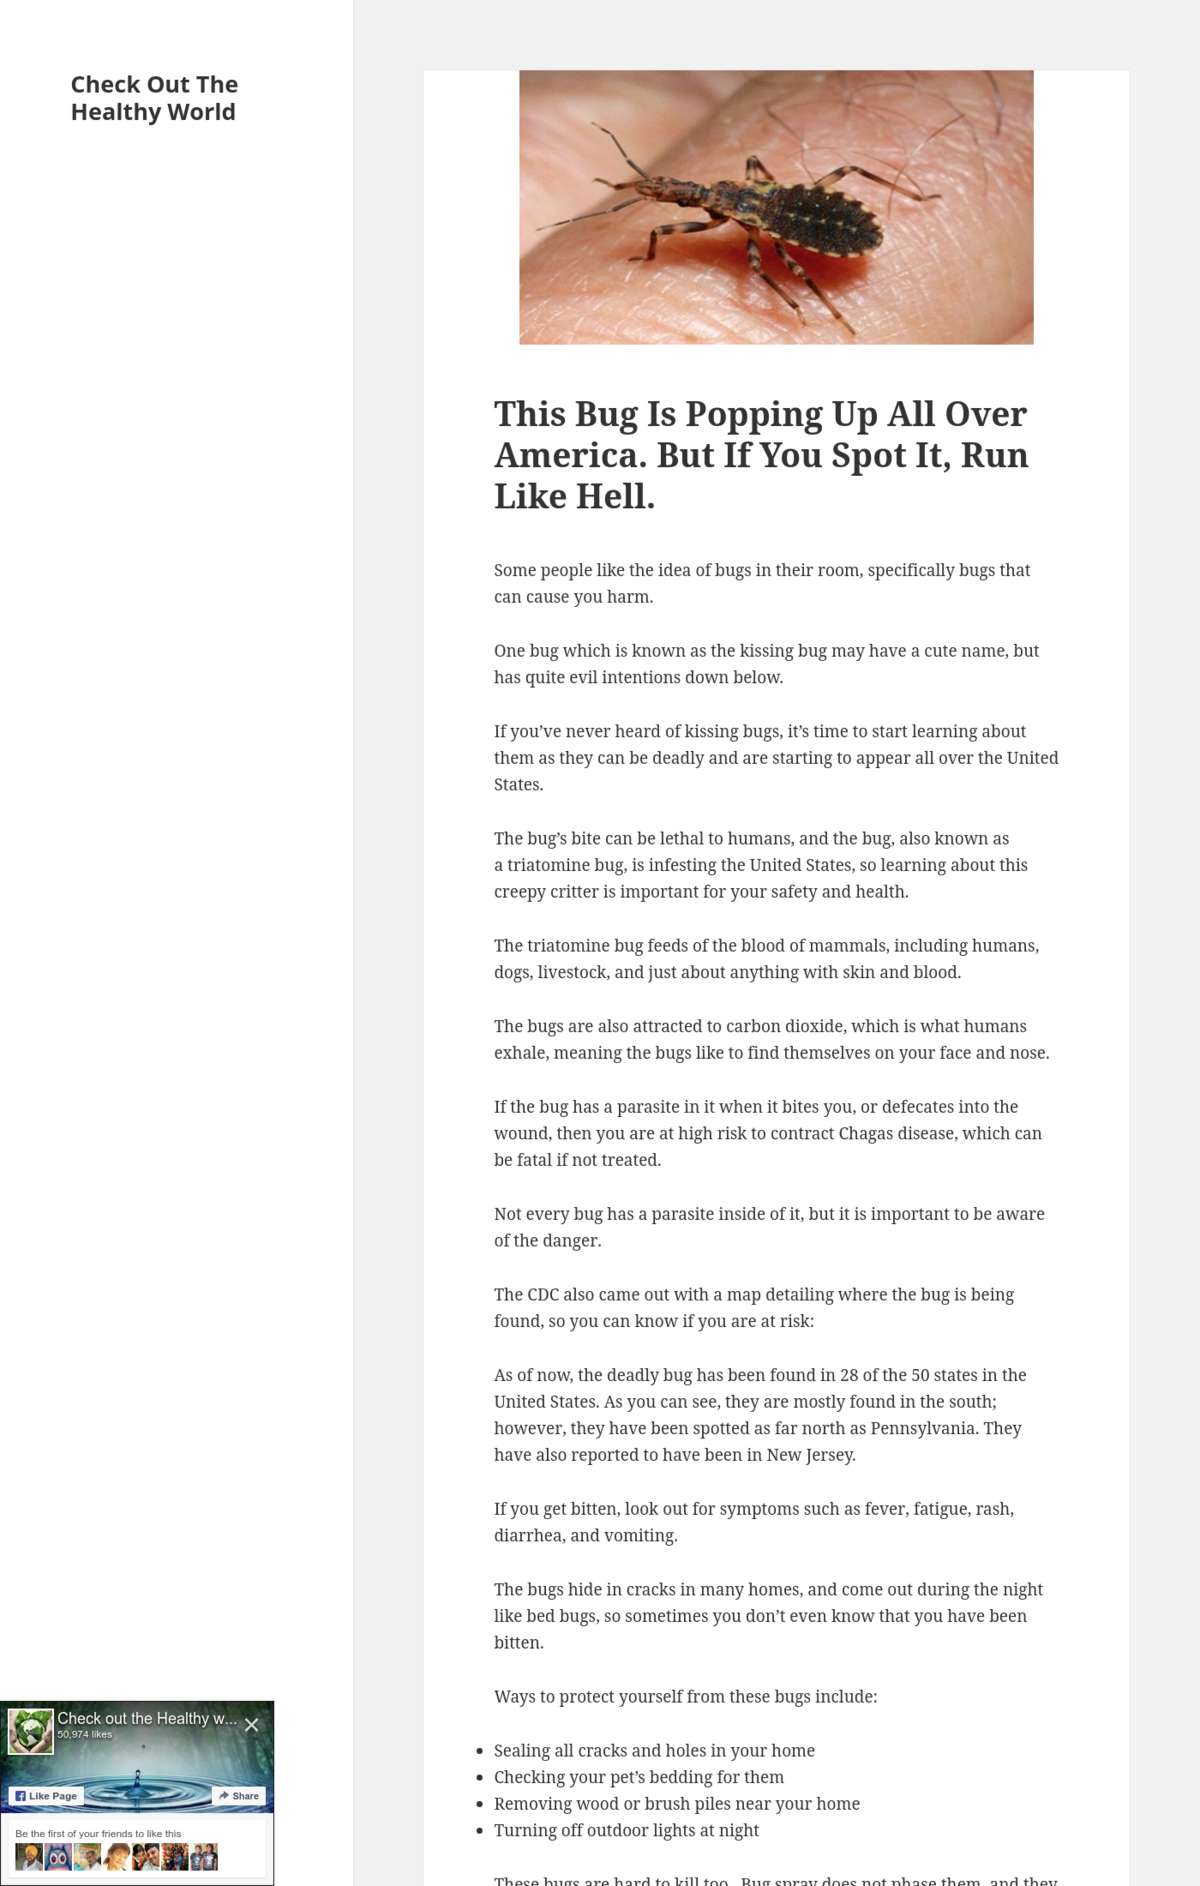 Check Out The
Healthy World
This Bug Is Popping Up All Over
America. But If You Spot It, Run
Like Hell.
Some people like the idea of bugs in their room, specifically bugs that
can cause you harm.
One bug which is known as the kissing bug may have a cute name, but
has quite evil intentions down below.
If you’ve never heard of kissing bugs, it’s time to start learning about
them as they can be deadly and are starting to appear all over the United
States.
The bug’s bite can be lethal to humans, and the bug, also known as
a triatomine bug, is infesting the United States, so learning about this
creepy critter is important for your safety and health.
The triatomine bug feeds of the blood of mammals, including humans,
dogs, livestock, and just about anything with skin and blood.
The bugs are also attracted to carbon dioxide, which is what humans
exhale, meaning the bugs like to find themselves on your face and nose.
If the bug has a parasite in it when it bites you, or defecates into the
wound, then you are at high risk to contract Chagas disease, which can
be fatal if not treated.
Not every bug has a parasite inside of it, but it is important to be aware
of the danger.
The CDC also came out with a map detailing where the bug is being
found, so you can know if you are at risk:
As of now, the deadly bug has been found in 28 of the 50 states in the
United States. As you can see, they are mostly found in the south;
however, they have been spotted as far north as Pennsylvania. They
have also reported to have been in New Jersey.
If you get bitten, look out for symptoms such as fever, fatigue, rash,
diarrhea, and vomiting.
The bugs hide in cracks in many homes, and come out during the night
like bed bugs, so sometimes you don’t even know that you have been
bitten.
Ways to protect yourself from these bugs include:
Sealing all cracks and holes in your home
Checking your pet’s bedding for them
Removing wood or brush piles near your home
Turning off outdoor lights at night
These bugs are hard to kill too. Bug spray does not phase them, and they
Check out the Healthy w...
50,974 likes
Like Page
Share
Be the first of your friends to like this